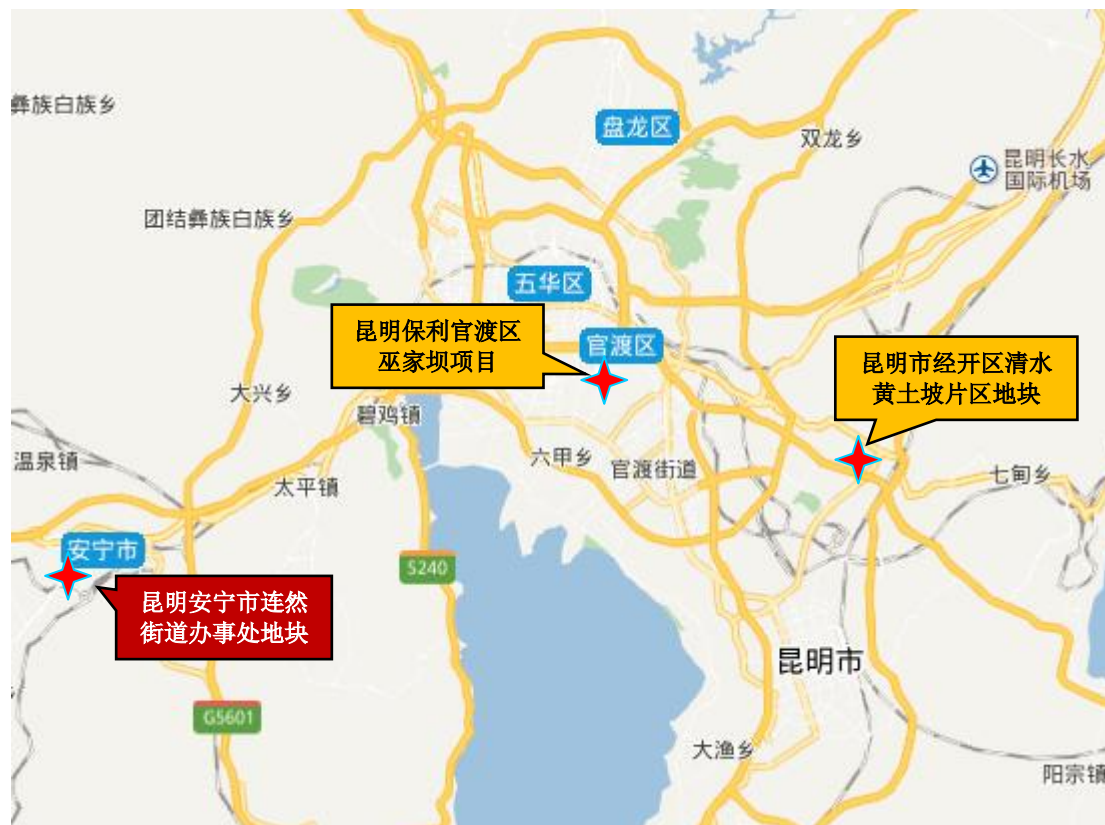 彝族白族乡
盘龙区
双龙乡
昆明长水
国际机场
团结彝族白族乡
五华区
昆明保利官渡区
巫家坝项目
官渡区
昆明市经开区清水
黄土坡片区地块
大兴乡
碧鸡镇
温泉镇
太平镇
六甲乡
官渡街道
七甸乡
安宁市
S240
昆明安宁市连然
街道办事处地块
昆明市
G5601
大渔乡
阳宗镇